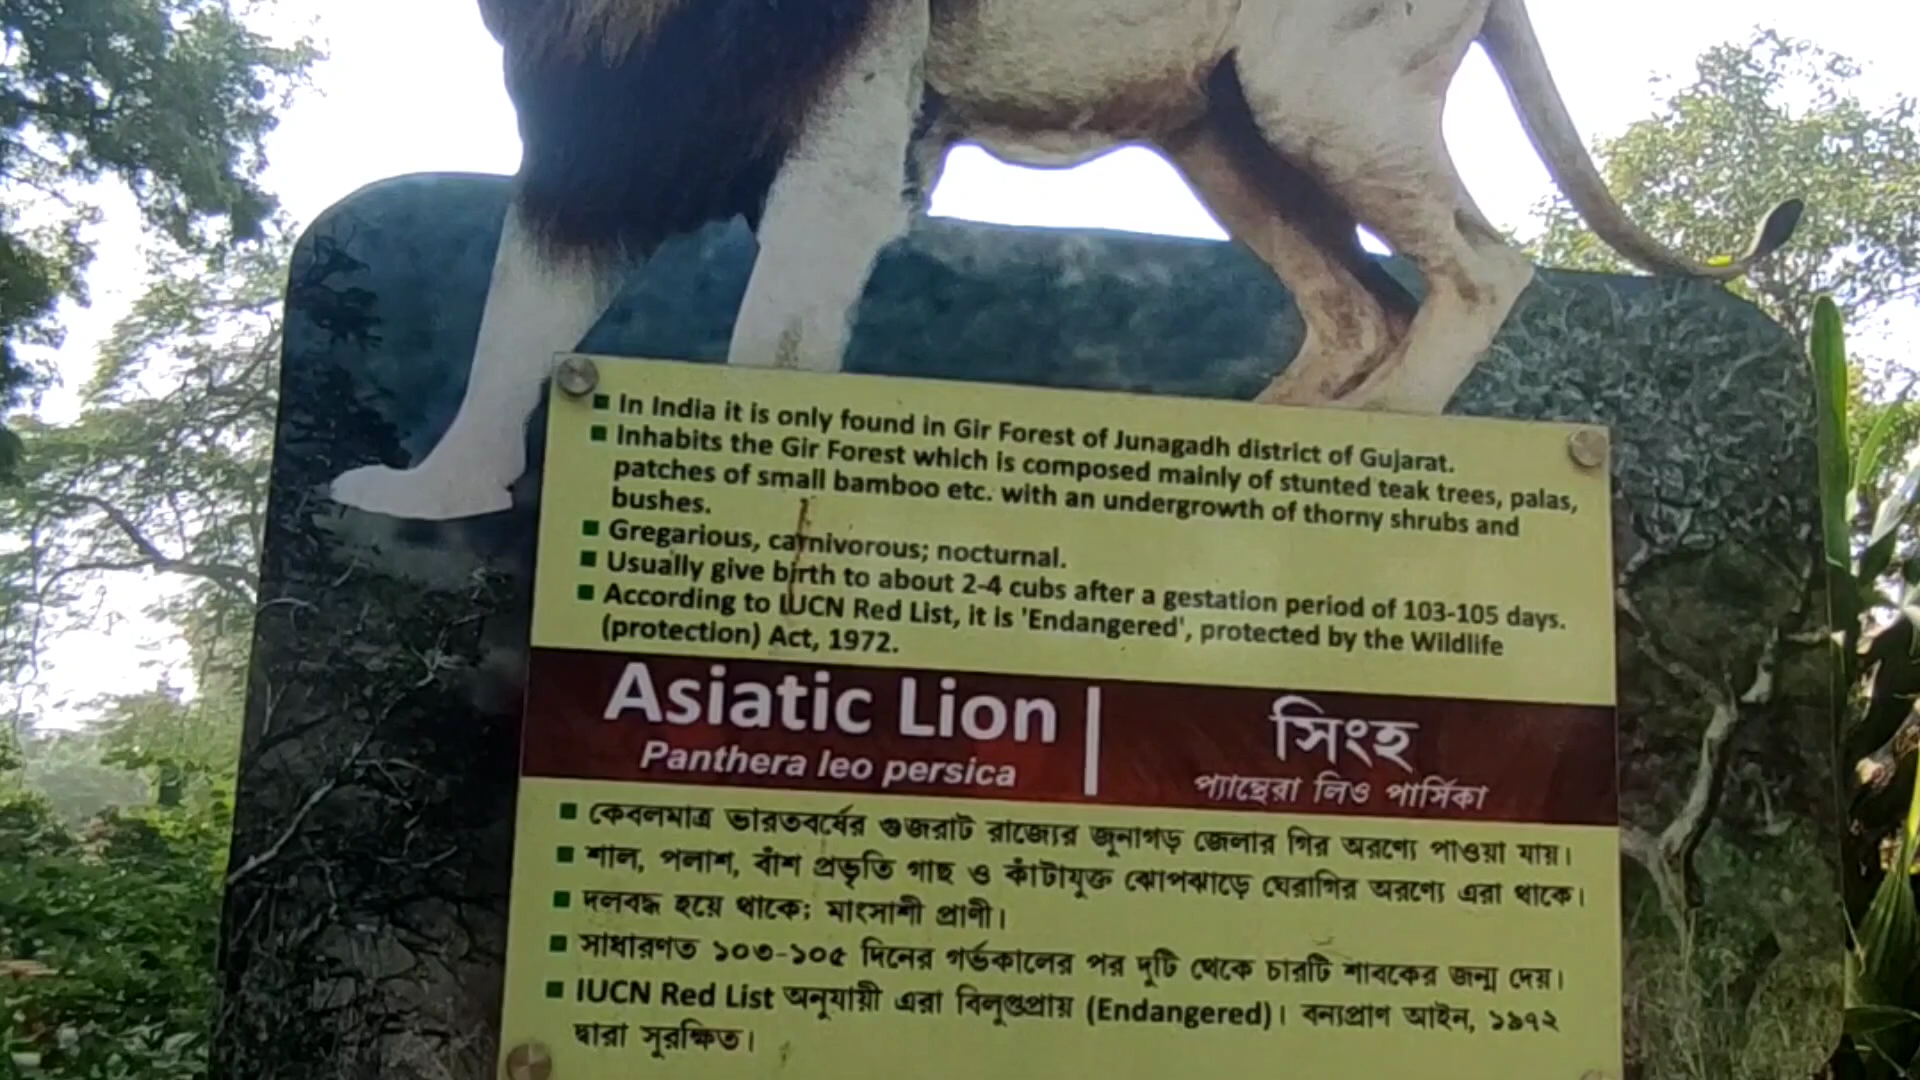 ▪ In India it is only found in Gir Forest of Junagadh district of Gujarat.
▪ Inhabits the Gir Forest which is composed mainly of stunted teak trees, palas,
patches of small bamboo etc. with an undergrowth of thorny shrubs and
bushes.
▪ Gregarious, carnivorous; nocturnal.
▪ Usually give birth to about 2-4 cubs after a gestation period of 103-105 days.
▪ According to IUCN Red List, it is 'Endangered', protected by the Wildlife
(protection) Act, 1972.
Asiatic Lion | সিংহ
Panthera leo persica প্যান্থেরা লিও পার্সিকা
▪ কেবলমাত্র ভারতবর্ষের গুজরাট রাজ্যের জুনাগড় জেলার গির অরণ্যে পাওয়া যায়।
▪ শাল, পলাশ, বাঁশ প্রভৃতি গাছ ও কাঁটাযুক্ত ঝোপঝাড়ে ঘেরাগির অরণ্যে এরা থাকে।
▪ দলবদ্ধ হয়ে থাকে; মাংসাশী প্রাণী।
▪ সাধারণত ১০৩-১০৫ দিনের গর্ভকালের পর দুটি থেকে চারটি শাবকের জন্ম দেয়।
▪ IUCN Red List অনুযায়ী এরা বিলুপ্তপ্রায় (Endangered)। বন্যপ্রাণ আইন, ১৯৭২
দ্বারা সুরক্ষিত।